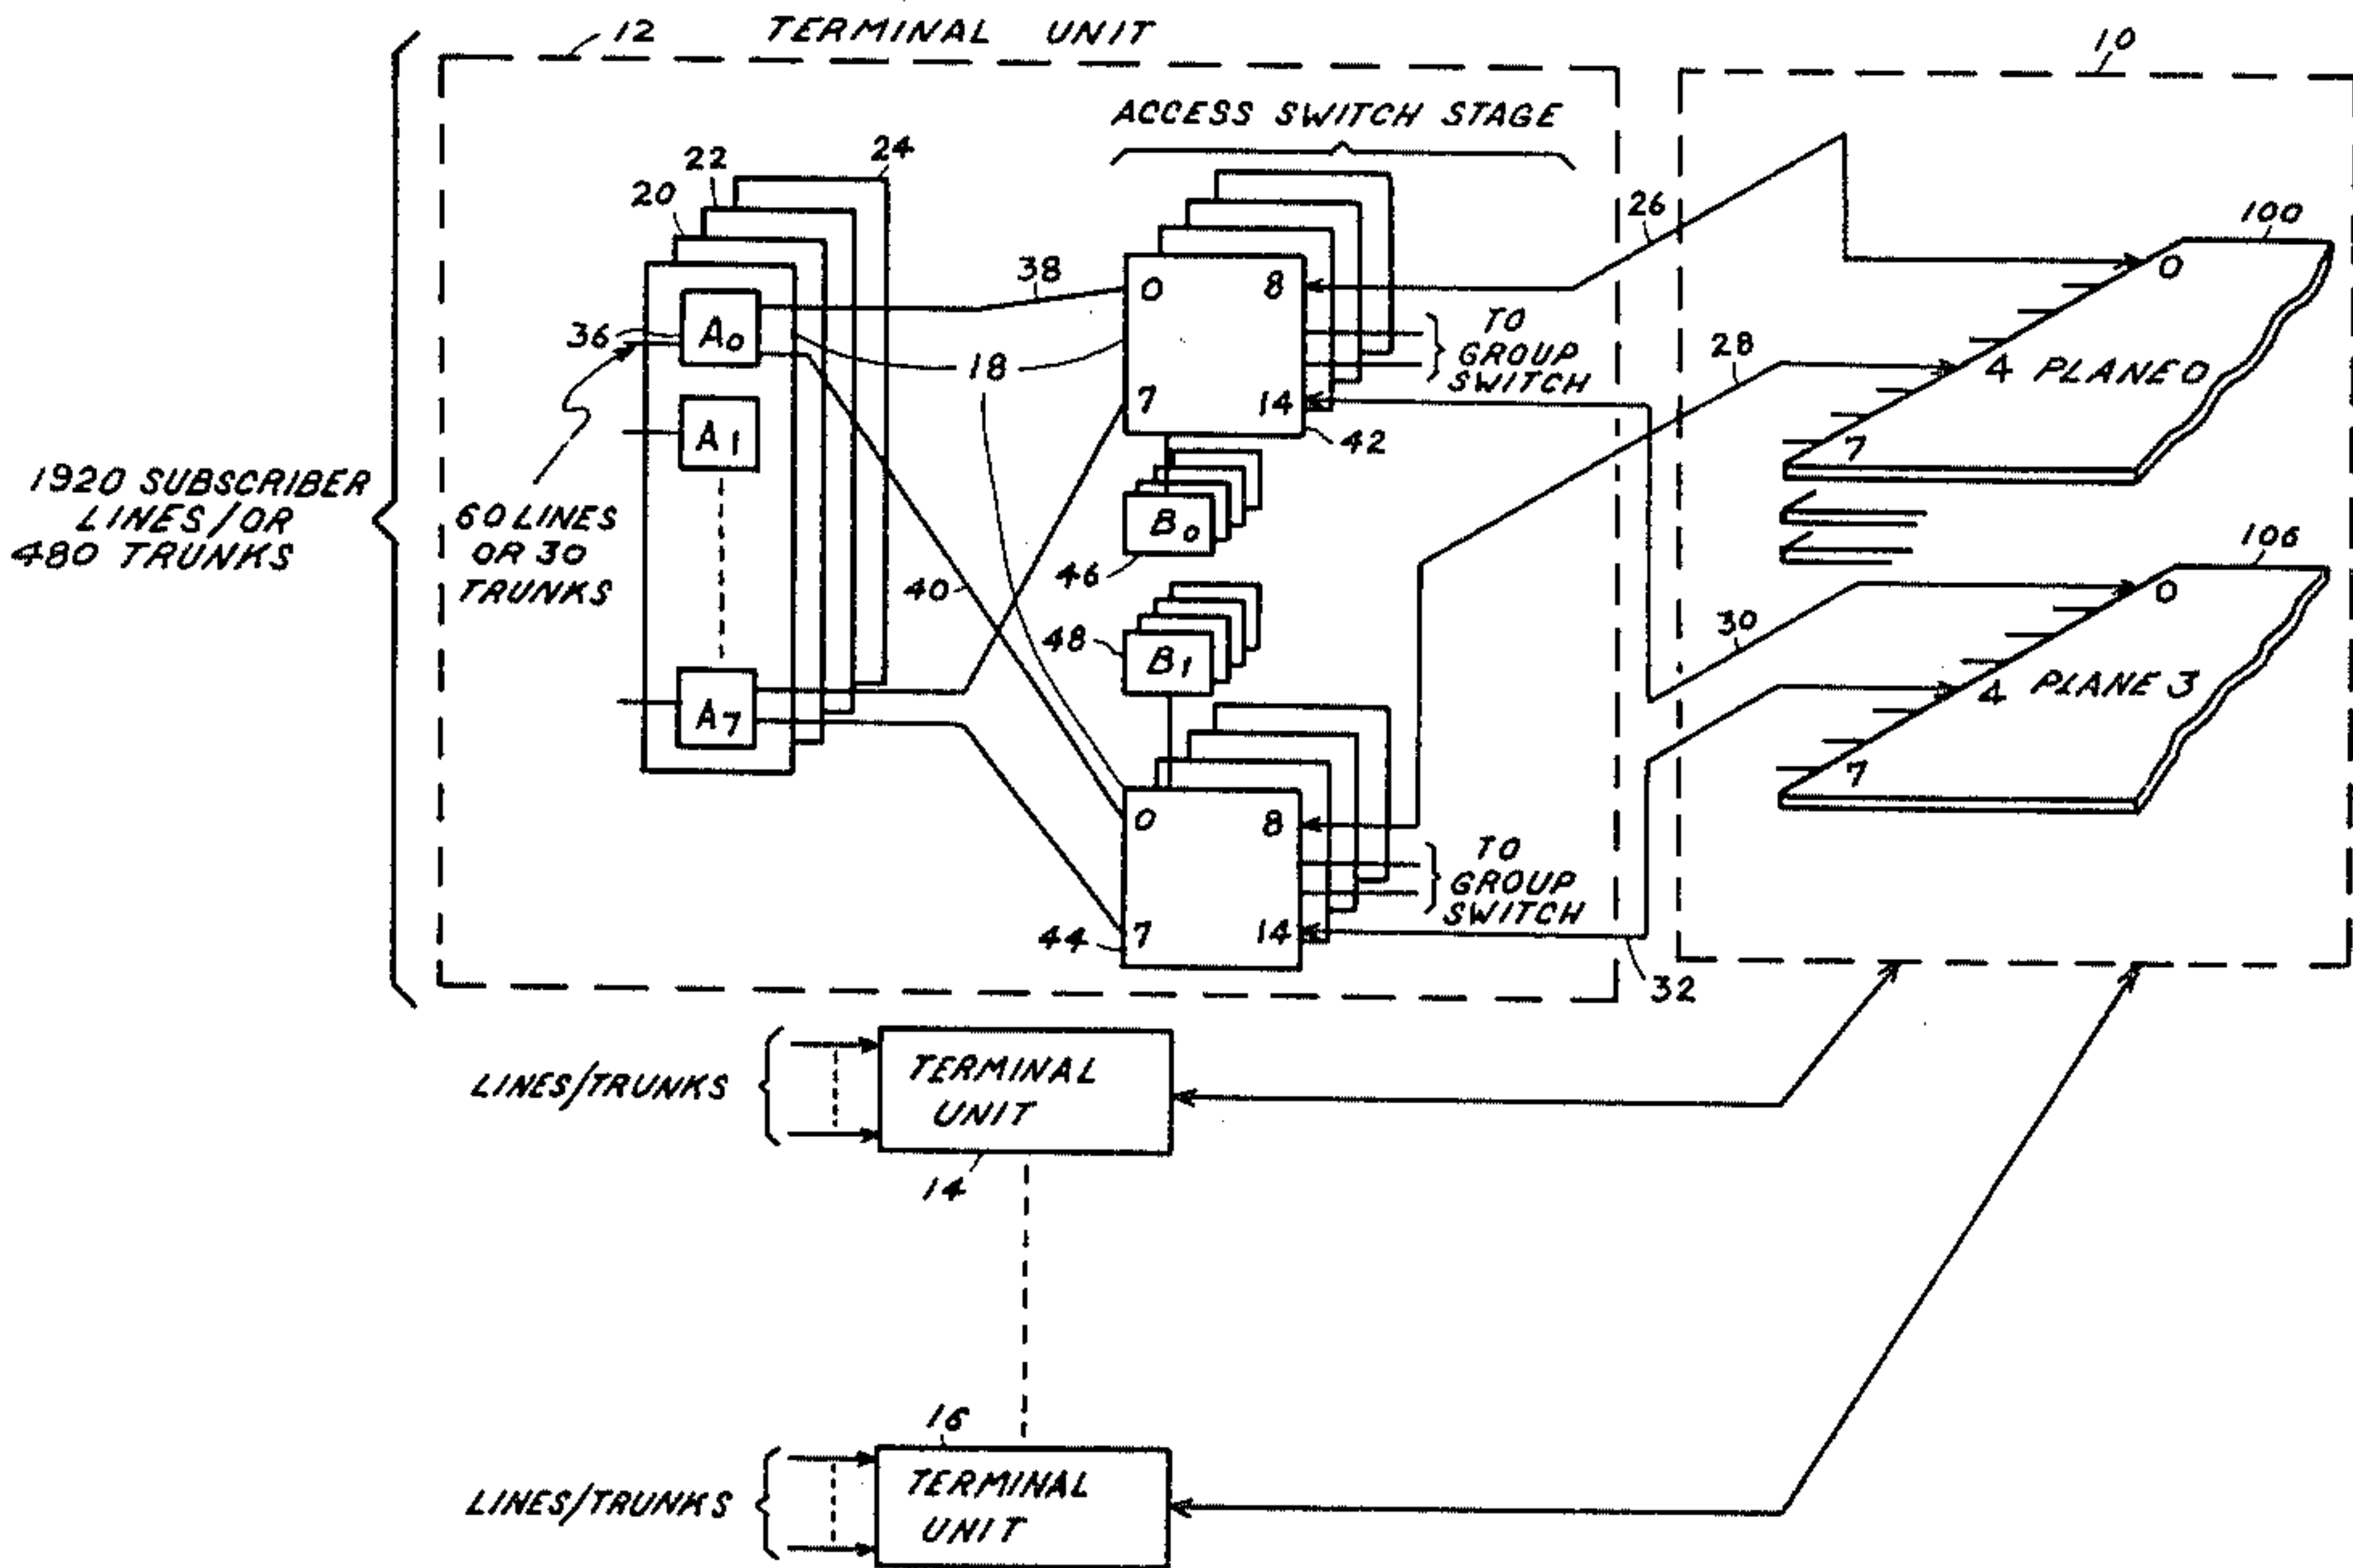 12 TERMINAL UNIT
10
ACCESS SWITCH STAGE
24
22
20
26
100
38
0 8
0
36
A0
TO
GROUP
SWITCH
28
18
4 PLANE 0
7 14
42
A1
7
1920 SUBSCRIBER
LINES/OR
480 TRUNKS
60 LINES
OR 30
TRUNKS
B0
46
106
40
0
30
48
B1
4 PLANE 3
A7
7
0 8
TO
GROUP
SWITCH
44
7 14
32
LINES/TRUNKS
TERMINAL
UNIT
14
16
LINES/TRUNKS
TERMINAL
UNIT